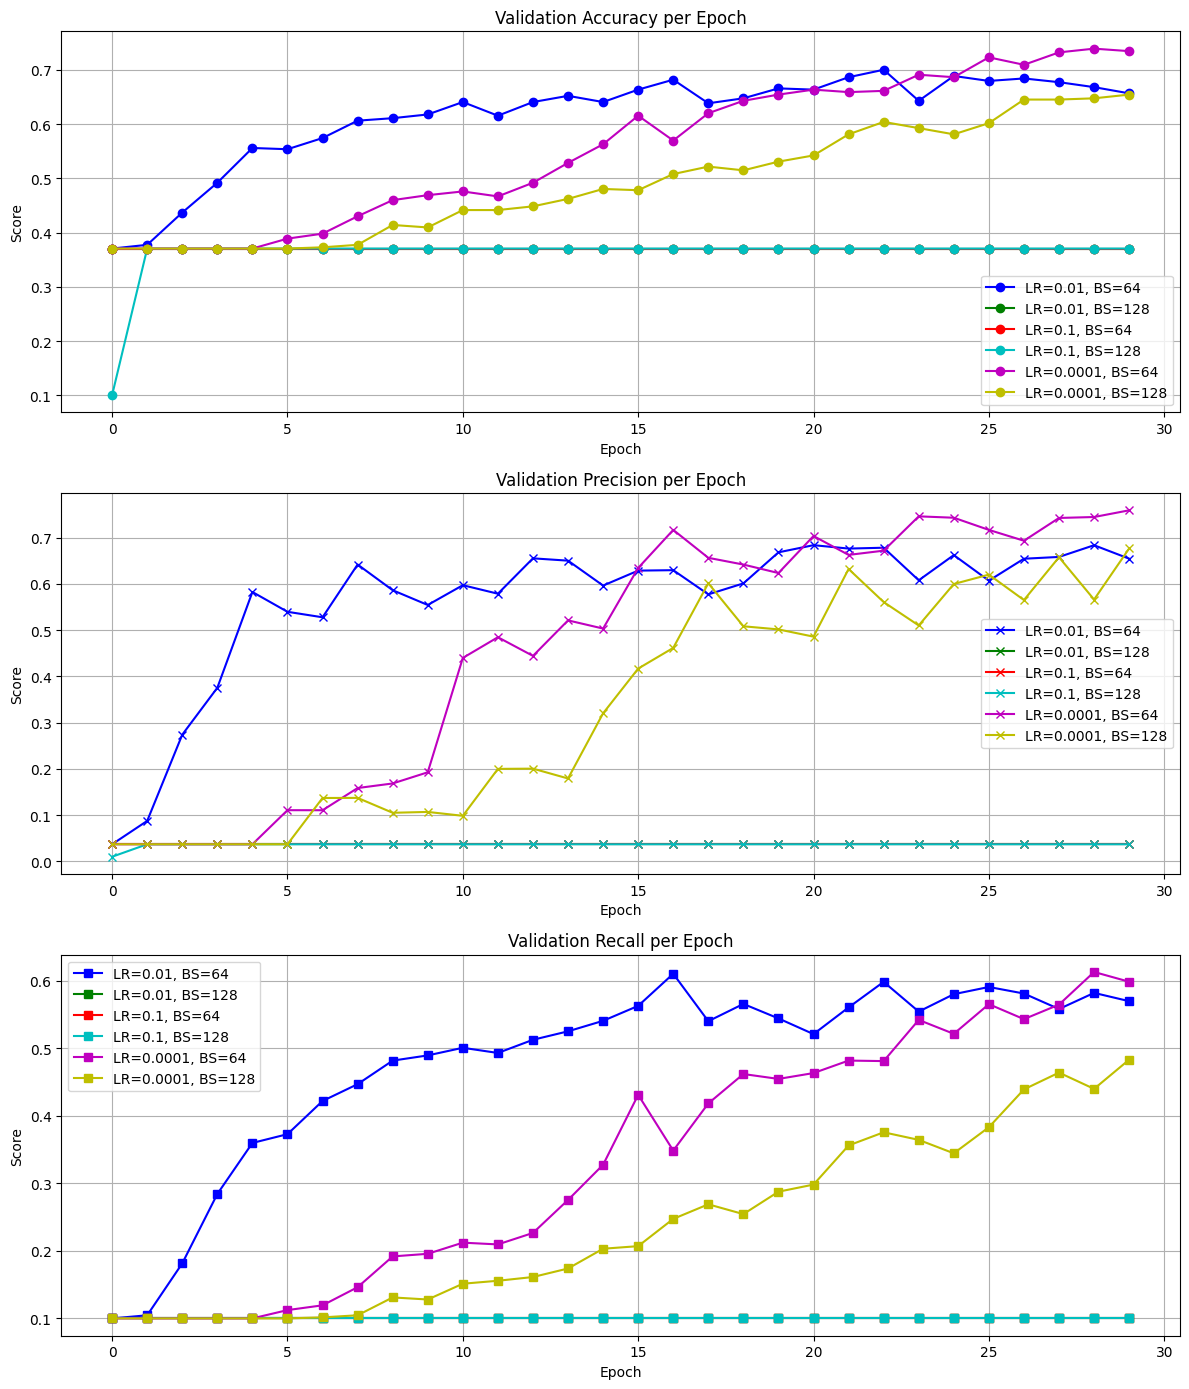 Validation Accuracy per Epoch
Score
0.7
0.6
0.5
0.4
0.3
0.2
0.1
LR=0.01, BS=64
LR=0.01, BS=128
LR=0.1, BS=64
LR=0.1, BS=128
LR=0.0001, BS=64
LR=0.0001, BS=128
0 5 10 15 20 25 30
Epoch
Validation Precision per Epoch
Score
0.7
0.6
0.5
0.4
0.3
0.2
0.1
0.0
LR=0.01, BS=64
LR=0.01, BS=128
LR=0.1, BS=64
LR=0.1, BS=128
LR=0.0001, BS=64
LR=0.0001, BS=128
0 5 10 15 20 25 30
Epoch
Validation Recall per Epoch
Score
0.6
0.5
0.4
0.3
0.2
0.1
LR=0.01, BS=64
LR=0.01, BS=128
LR=0.1, BS=64
LR=0.1, BS=128
LR=0.0001, BS=64
LR=0.0001, BS=128
0 5 10 15 20 25 30
Epoch